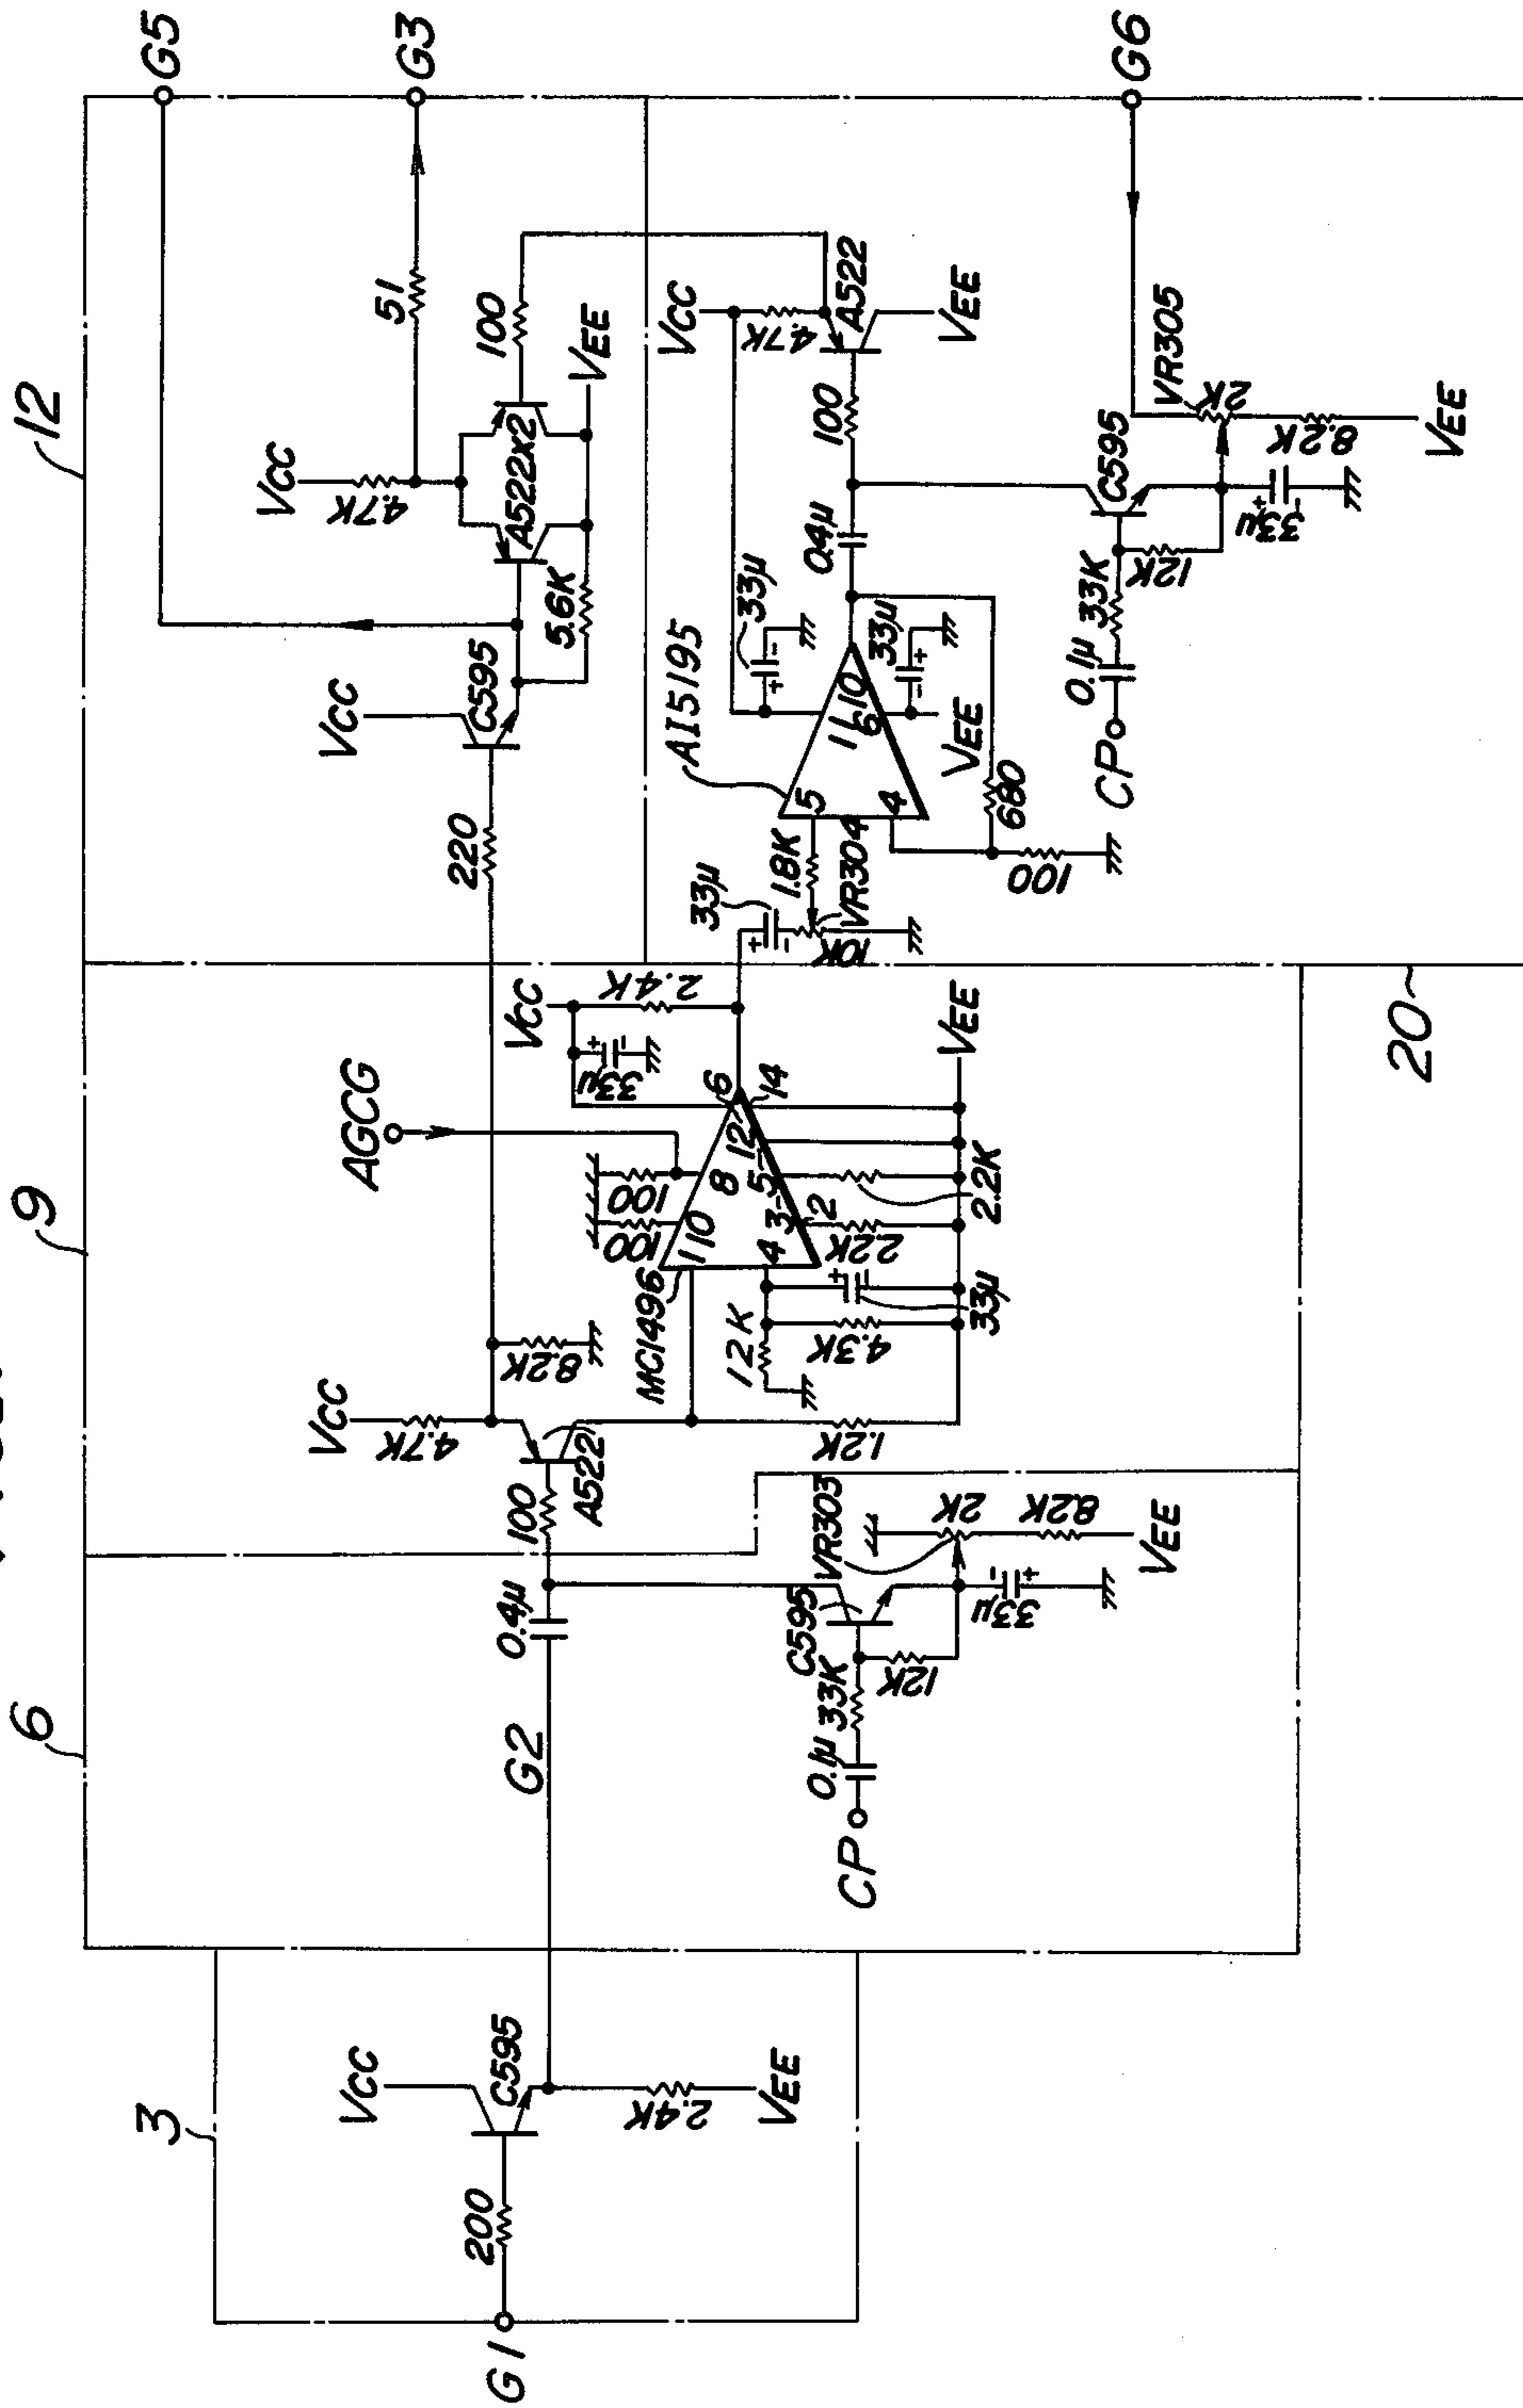 3
6
9
12
20
G1
200
VCC
C595
2.4K
VEE
G2
0.4μ
100
CP
0.1μ
33K
12K
C595
VR303
2K
8.2K
VEE
33μ
VCC
4.7K
A522
8.2K
1.2K
MC1496
12K
4.3K
33μ
2.2K
2.2K
100
100
AGCG
1
10
8
4
2
3
5
12
14
6
VEE
VCC
33μ
2.4K
220
VCC
C595
5.6K
A522X2
VCC
4.7K
VEE
100
51
G5
G3
33μ
10K
VR304
1.8K
AI5195
5
4
11
10
6
33μ
33μ
VEE
680
100
0.4μ
100
VCC
4.7K
A522
VEE
CP
0.1μ
33K
12K
C595
33μ
VR305
2K
8.2K
VEE
G6